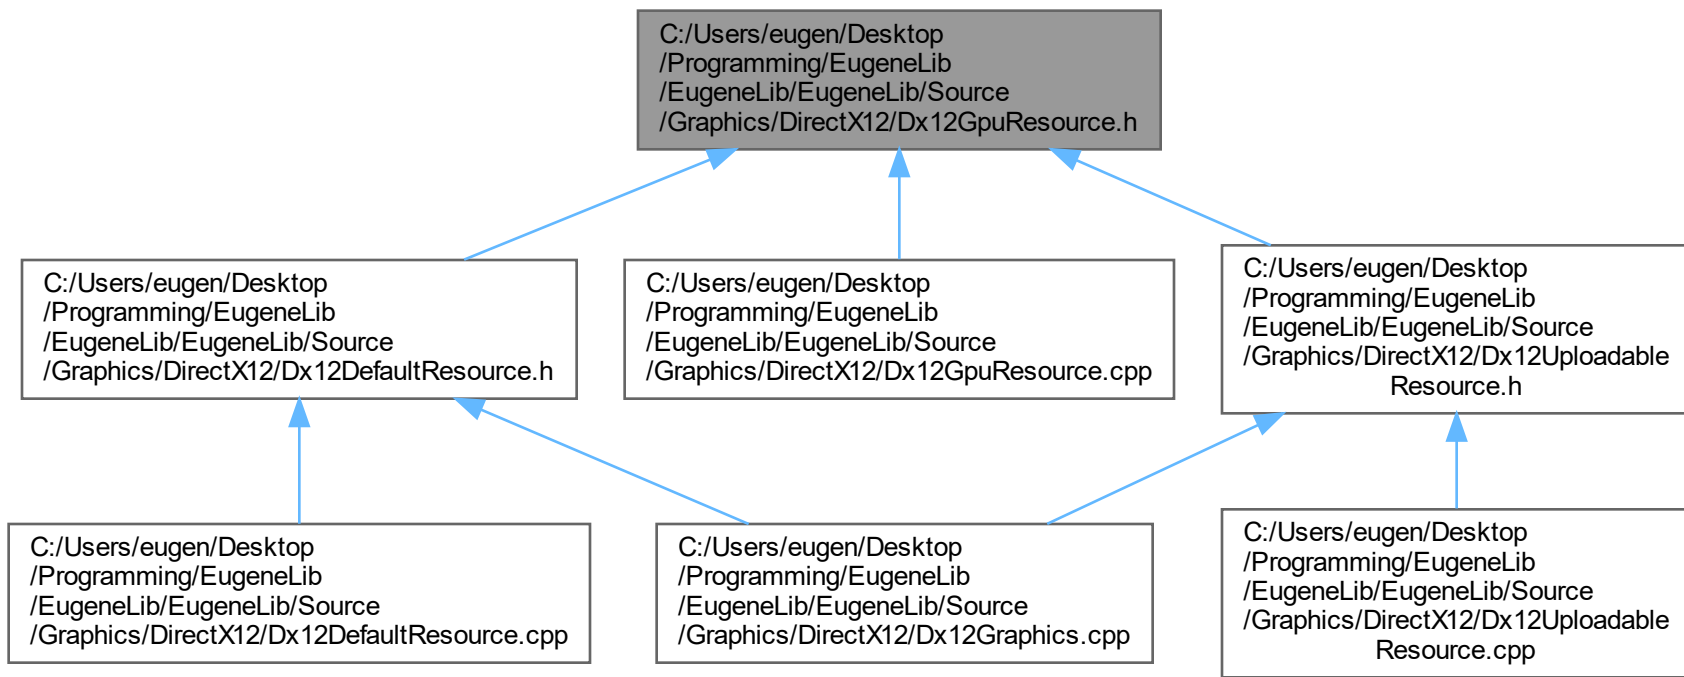 C:/Users/eugen/Desktop
/Programming/EugeneLib
/EugeneLib/EugeneLib/Source
/Graphics/DirectX12/Dx12GpuResource.h
C:/Users/eugen/Desktop
/Programming/EugeneLib
/EugeneLib/EugeneLib/Source
/Graphics/DirectX12/Dx12DefaultResource.h
C:/Users/eugen/Desktop
/Programming/EugeneLib
/EugeneLib/EugeneLib/Source
/Graphics/DirectX12/Dx12GpuResource.cpp
C:/Users/eugen/Desktop
/Programming/EugeneLib
/EugeneLib/EugeneLib/Source
/Graphics/DirectX12/Dx12Uploadable
Resource.h
C:/Users/eugen/Desktop
/Programming/EugeneLib
/EugeneLib/EugeneLib/Source
/Graphics/DirectX12/Dx12DefaultResource.cpp
C:/Users/eugen/Desktop
/Programming/EugeneLib
/EugeneLib/EugeneLib/Source
/Graphics/DirectX12/Dx12Graphics.cpp
C:/Users/eugen/Desktop
/Programming/EugeneLib
/EugeneLib/EugeneLib/Source
/Graphics/DirectX12/Dx12Uploadable
Resource.cpp